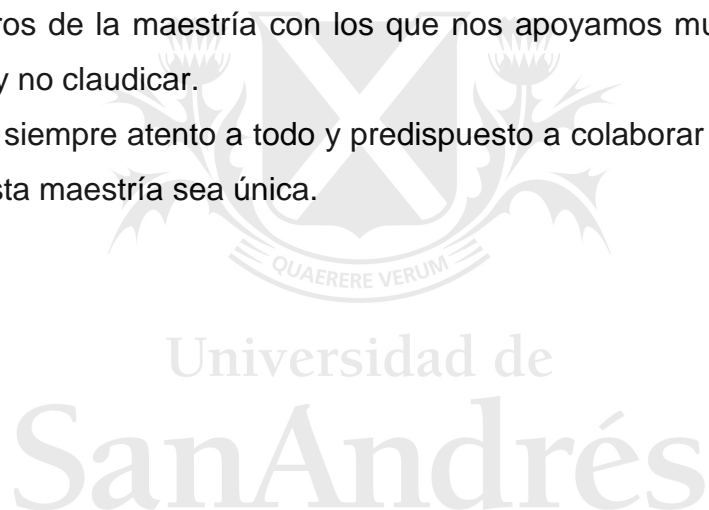 ros de la maestría con los que nos apoyamos mu
y no claudicar.
siempre atento a todo y predispuesto a colaborar
sta maestría sea única.
QUAERERE VERUM
Universidad de
SanAndrés